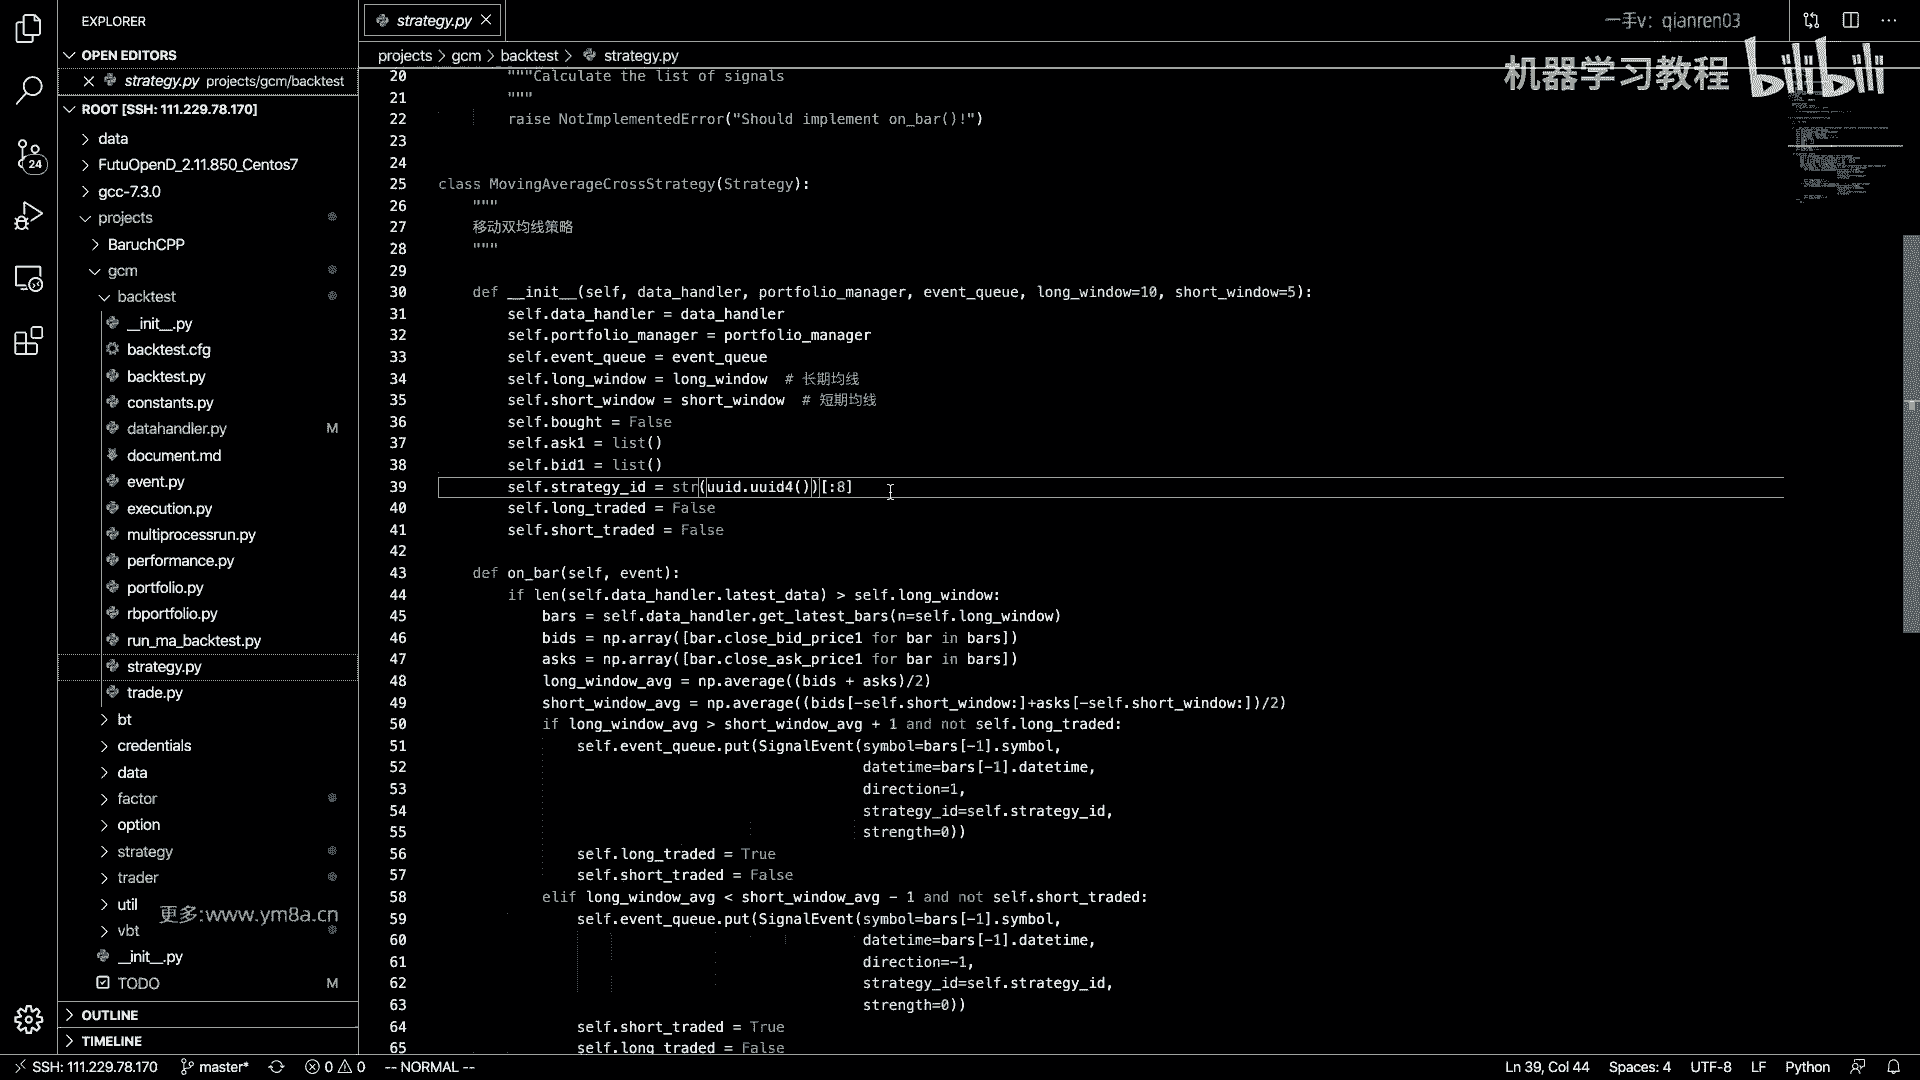 EXPLORER
OPEN EDITORS
strategy.py projects/gcm/backtest
ROOT [SSH: 111.229.78.170]
data
FutuOpenD_2.11.850_Centos7
gcc-7.3.0
projects
BaruchCPP
gcm
backtest
__init__.py
backtest.cfg
backtest.py
constants.py
datahandler.py M
document.md
event.py
execution.py
multiprocessrun.py
performance.py
portfolio.py
rbportfolio.py
run_ma_backtest.py
strategy.py
trade.py
bt
credentials
data
factor
option
strategy
trader
util
更多:www.ym8a.cn
vbt
__init__.py
TODO M
OUTLINE
TIMELINE
24
strategy.py
一手v: qianren03
projects > gcm > backtest > strategy.py
机器学习教程 bilibili
20 """Calculate the list of signals
21 """
22 raise NotImplementedError("Should implement on_bar()!")
23
24
25 class MovingAverageCrossStrategy(Strategy):
26 """
27 移动双均线策略
28 """
29
30 def __init__(self, data_handler, portfolio_manager, event_queue, long_window=10, short_window=5):
31 self.data_handler = data_handler
32 self.portfolio_manager = portfolio_manager
33 self.event_queue = event_queue
34 self.long_window = long_window # 长期均线
35 self.short_window = short_window # 短期均线
36 self.bought = False
37 self.ask1 = list()
38 self.bid1 = list()
39 self.strategy_id = str(uuid.uuid4())[:8]
40 self.long_traded = False
41 self.short_traded = False
42
43 def on_bar(self, event):
44 if len(self.data_handler.latest_data) > self.long_window:
45 bars = self.data_handler.get_latest_bars(n=self.long_window)
46 bids = np.array([bar.close_bid_price1 for bar in bars])
47 asks = np.array([bar.close_ask_price1 for bar in bars])
48 long_window_avg = np.average((bids + asks)/2)
49 short_window_avg = np.average((bids[-self.short_window:]+asks[-self.short_window:])/2)
50 if long_window_avg > short_window_avg + 1 and not self.long_traded:
51 self.event_queue.put(SignalEvent(symbol=bars[-1].symbol,
52 datetime=bars[-1].datetime,
53 direction=1,
54 strategy_id=self.strategy_id,
55 strength=0))
56 self.long_traded = True
57 self.short_traded = False
58 elif long_window_avg < short_window_avg - 1 and not self.short_traded:
59 self.event_queue.put(SignalEvent(symbol=bars[-1].symbol,
60 datetime=bars[-1].datetime,
61 direction=-1,
62 strategy_id=self.strategy_id,
63 strength=0))
64 self.short_traded = True
65 self.long_traded = False
SSH: 111.229.78.170 master* 0 0 -- NORMAL -- Ln 39, Col 44 Spaces: 4 UTF-8 LF Python